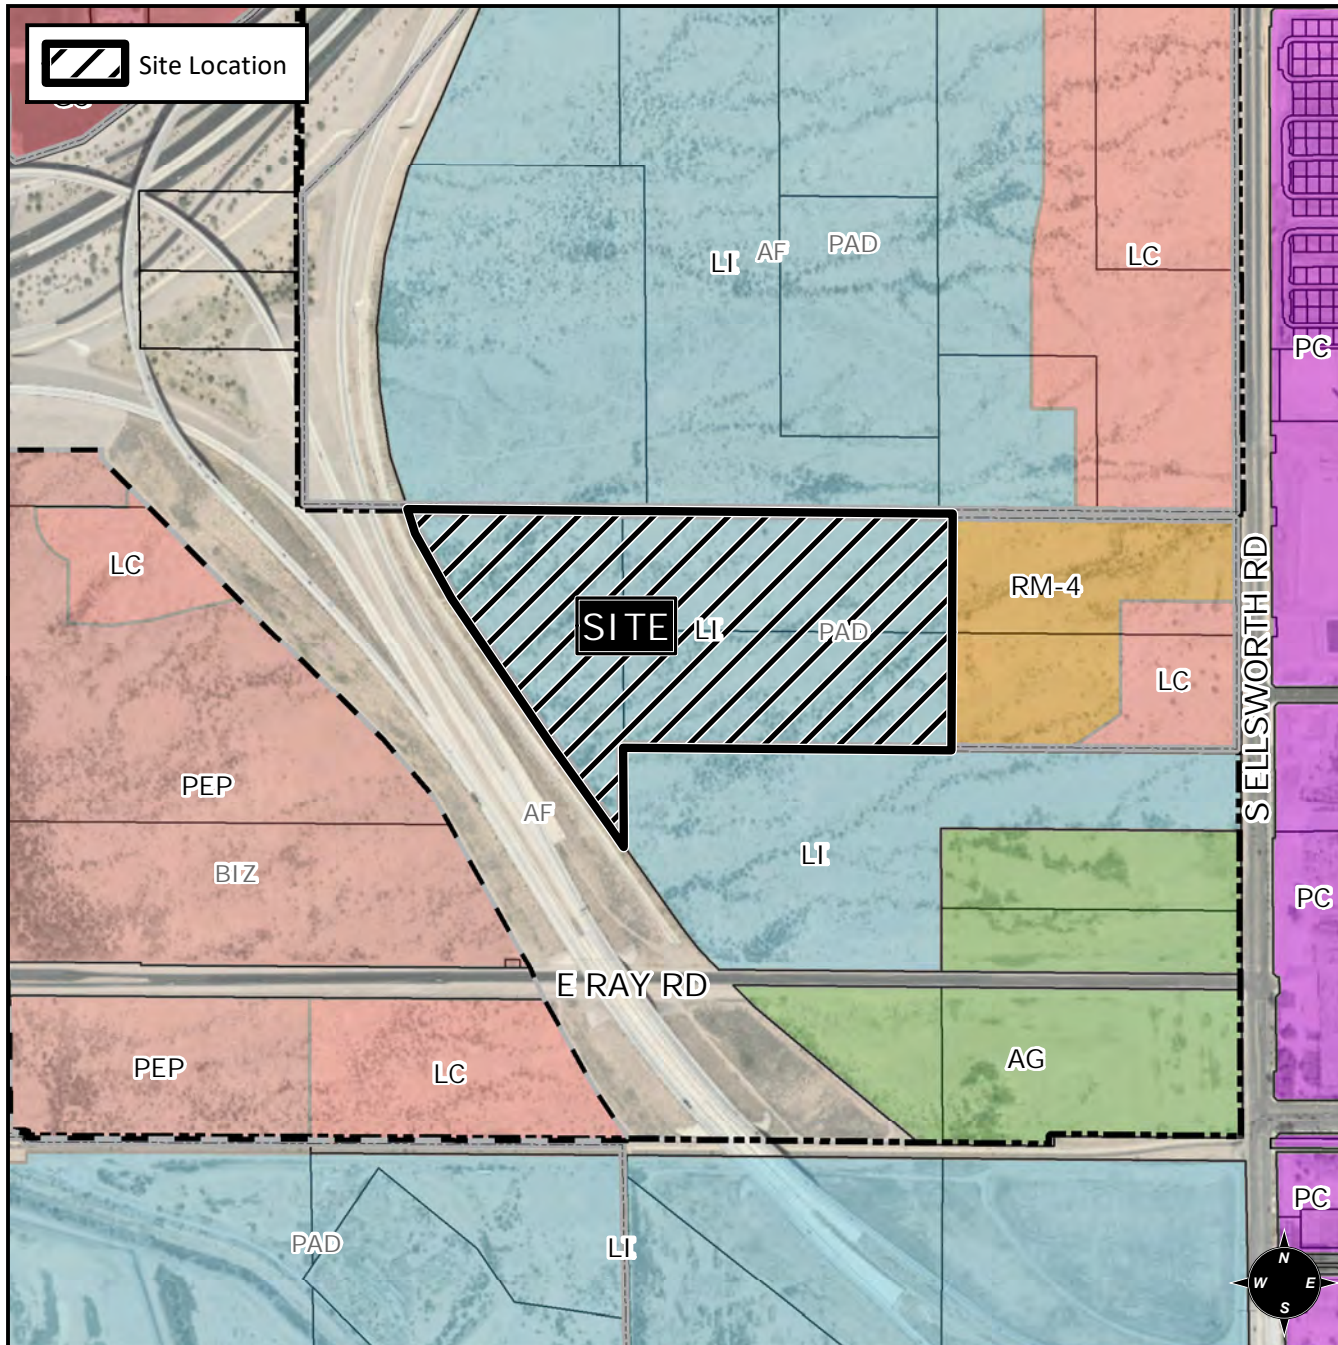 Site Location
LI
AF
PAD
LC
PC
LC
RM-4
SITE
LI
PAD
LC
S ELLSWORTH RD
PEP
AF
LI
BIZ
PC
E RAY RD
PEP
LC
AG
PAD
LI
PC
N
W
E
S